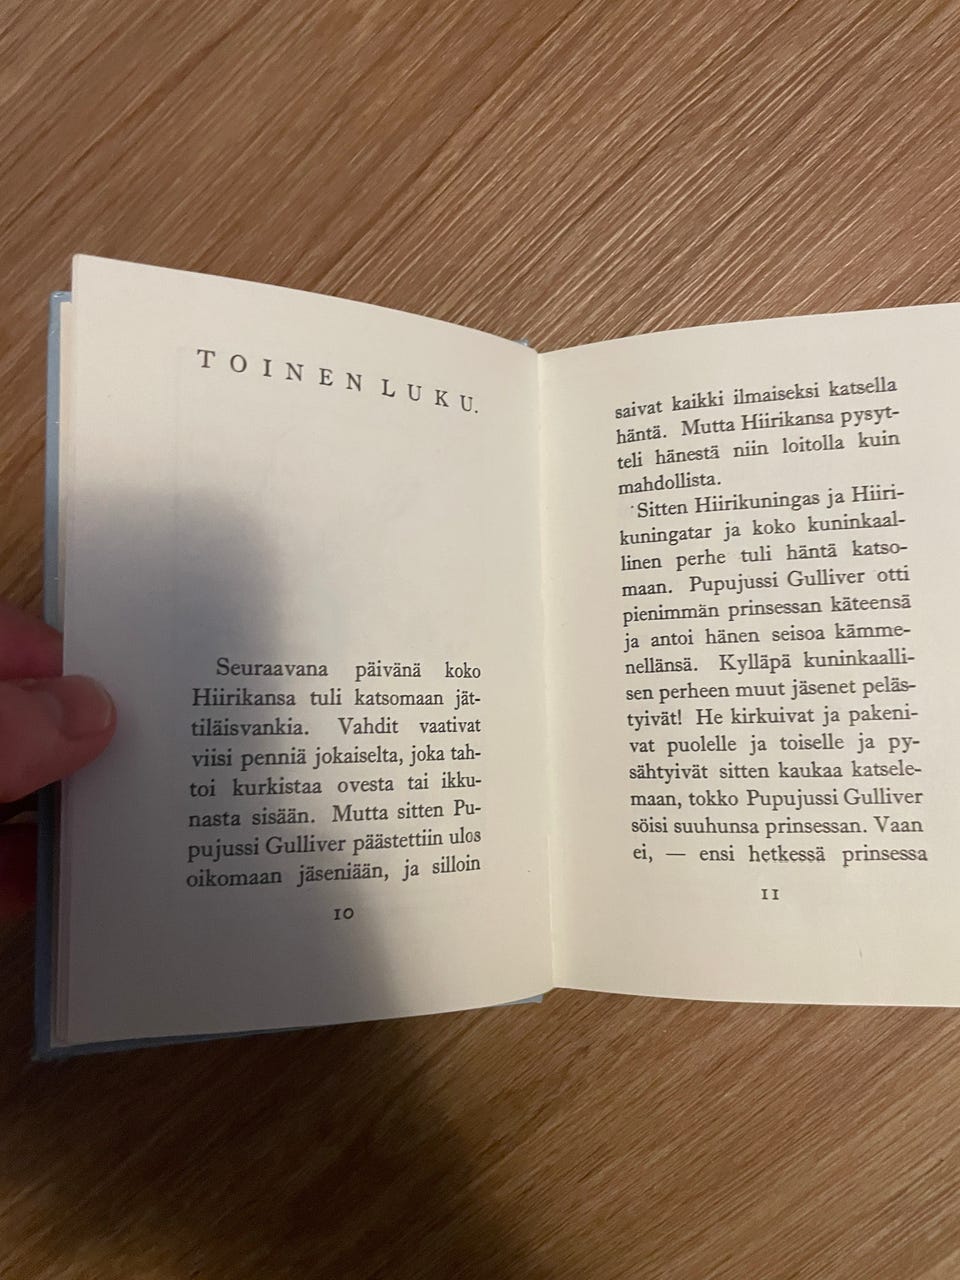 TOINEN LUKU.
Seuraavana päivänä koko
Hiirikansa tuli katsomaan jät-
tiläisvankia. Vahdit vaativat
viisi penniä jokaiselta, joka tah-
toi kurkistaa ovesta tai ikku-
nasta sisään. Mutta sitten Pu-
pujussi Gulliver päästettiin ulos
oikomaan jäseniään, ja silloin
10
saivat kaikki ilmaiseksi katsella
häntä. Mutta Hiirikansa pysyt-
teli hänestä niin loitolla kuin
mahdollista.
Sitten Hiirikuningas ja Hiiri-
kuningatar ja koko kuninkaal-
linen perhe tuli häntä katso-
maan. Pupujussi Gulliver otti
pienimmän prinsessan käteensä
ja antoi hänen seisoa kämme-
nellänsä. Kylläpä kuninkaalli-
sen perheen muut jäsenet peläs-
tyivät! He kirkuivat ja pakeni-
vat puolelle ja toiselle ja py-
sähtyivät sitten kaukaa katsele-
maan, tokko Pupujussi Gulliver
söisi suuhunsa prinsessan. Vaan
ei, — ensi hetkessä prinsessa
11